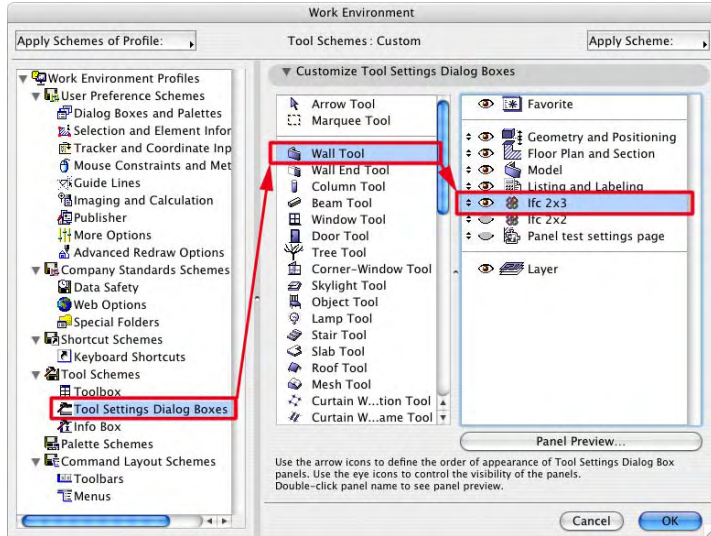 Work Environment
Apply Schemes of Profile:
Tool Schemes : Custom
Apply Scheme:
Work Environment Profiles
User Preference Schemes
Dialog Boxes and Palettes
Selection and Element Infor
Tracker and Coordinate Inp
Mouse Constraints and Met
Guide Lines
Imaging and Calculation
Publisher
More Options
Advanced Redraw Options
Company Standards Schemes
Data Safety
Web Options
Special Folders
Shortcut Schemes
Keyboard Shortcuts
Tool Schemes
Toolbox
Tool Settings Dialog Boxes
Info Box
Palette Schemes
Command Layout Schemes
Toolbars
Menus
Customize Tool Settings Dialog Boxes
Arrow Tool
Marquee Tool
Wall Tool
Wall End Tool
Column Tool
Beam Tool
Window Tool
Door Tool
Tree Tool
Corner-Window Tool
Skylight Tool
Object Tool
Lamp Tool
Stair Tool
Slab Tool
Roof Tool
Mesh Tool
Curtain W...tion Tool
Curtain W...ame Tool
Favorite
Geometry and Positioning
Floor Plan and Section
Model
Listing and Labeling
Ifc 2x3
Ifc 2x2
Panel test settings page
Layer
Panel Preview...
Use the arrow icons to define the order of appearance of Tool Settings Dialog Box
panels. Use the eye icons to control the visibility of the panels.
Double-click panel name to see panel preview.
Cancel
OK